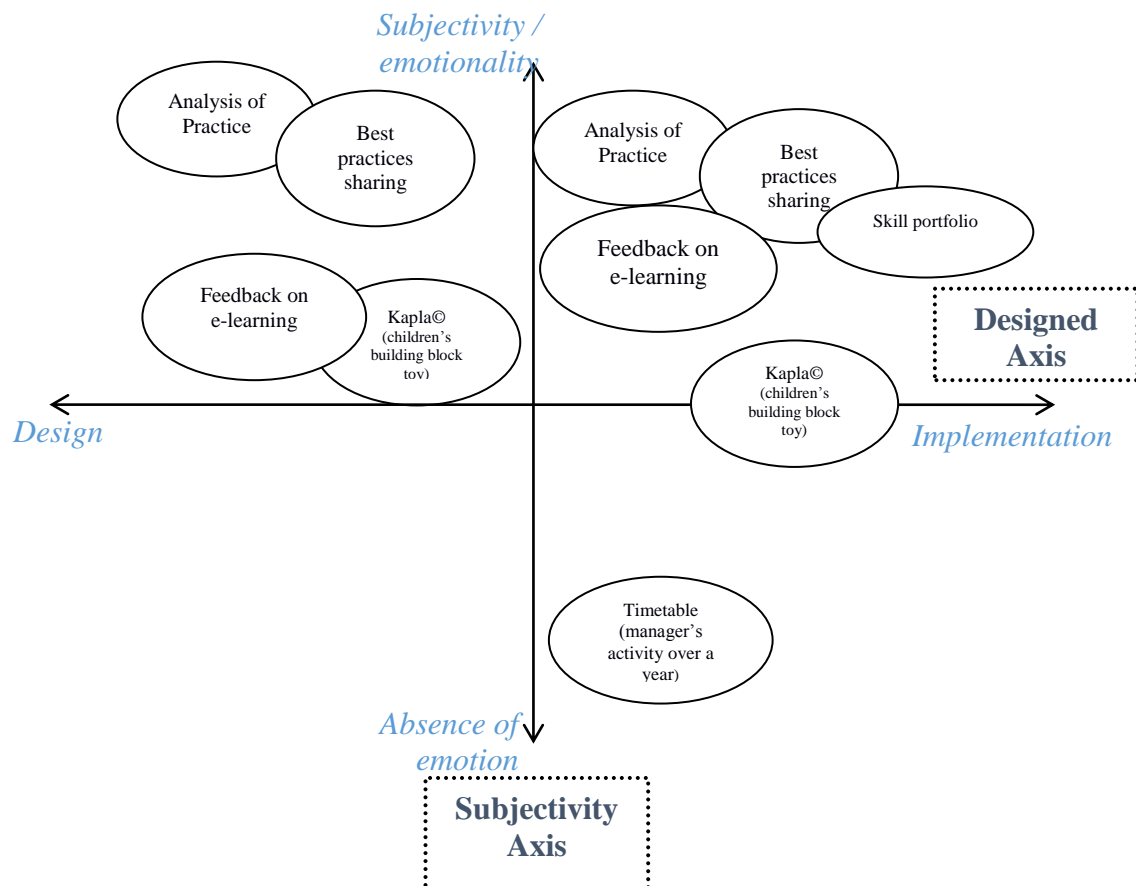 Subjectivity /
emotionality
Analysis of
Practice
Best
practices
sharing
Analysis of
Practice
Best
practices
sharing
Skill portfolio
Feedback on
e-learning
Feedback on
e-learning
Kapla©
(children's
building block
toy)
Designed
Axis
Kapla©
(children's
building block
toy)
Design
Implementation
Timetable
(manager's
activity over a
year)
Absence of
emotion
Subjectivity
Axis